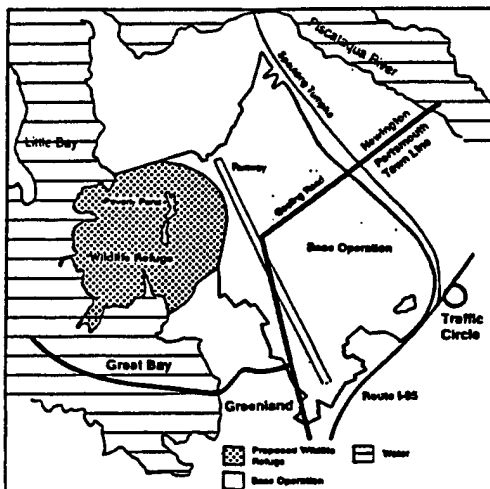 Piscataqua River
Spaulding Turnpike
Little Bay
Newington
Portsmouth
Town Line
Runway
Road
Base Operation
Wildlife Refuge
Traffic
Circle
Great Bay
Greenland
Route I-95
Proposed Wildlife
Refuge
Water
Base Operation